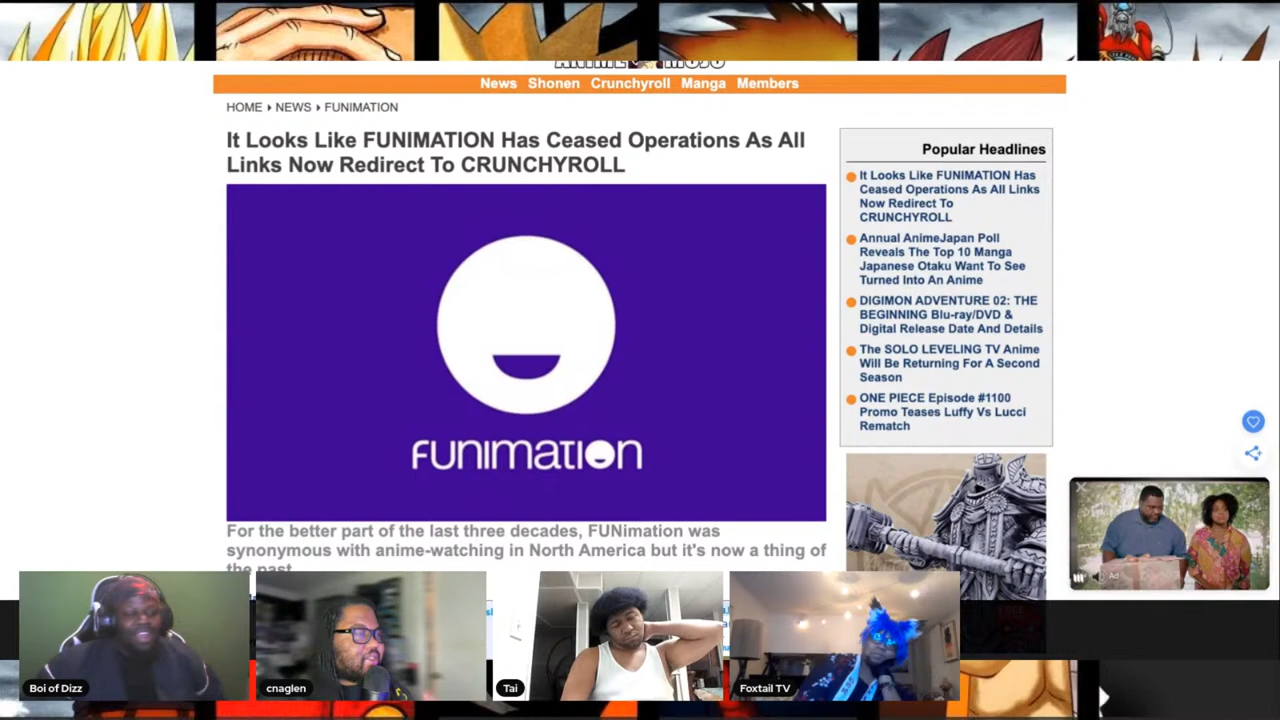 ANIME MOJO
News Shonen Crunchyroll Manga Members
HOME NEWS FUNIMATION
It Looks Like FUNIMATION Has Ceased Operations As All
Links Now Redirect To CRUNCHYROLL
funimation
For the better part of the last three decades, FUNimation was
synonymous with anime-watching in North America but it's now a thing of
the past
Popular Headlines
It Looks Like FUNIMATION Has
Ceased Operations As All Links
Now Redirect To
CRUNCHYROLL
Annual AnimeJapan Poll
Reveals The Top 10 Manga
Japanese Otaku Want To See
Turned Into An Anime
DIGIMON ADVENTURE 02: THE
BEGINNING Blu-ray/DVD &
Digital Release Date And Details
The SOLO LEVELING TV Anime
Will Be Returning For A Second
Season
ONE PIECE Episode #1100
Promo Teases Luffy Vs Lucci
Rematch
Ad
Boi of Dizz
cnaglen
Tai
Foxtail TV